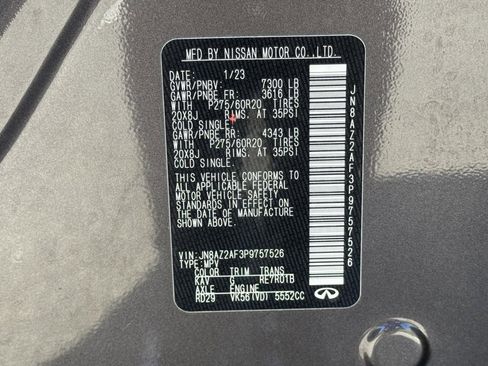 MFD BY NISSAN MOTOR CO.,LTD.
DATE: 1/23
GVWR/PNBV: 7300 LB
GAWR/PNBE FR: 3616 LB
WITH P275/60R20 TIRES
20X8J RIMS. AT 35PSI
COLD SINGLE.
GAWR/PNBE RR: 4343 LB
WITH P275/60R20 TIRES
20X8J RIMS. AT 35PSI
COLD SINGLE.
THIS VEHICLE CONFORMS TO
ALL APPLICABLE FEDERAL
MOTOR VEHICLE SAFETY
STANDARDS IN EFFECT ON
THE DATE OF MANUFACTURE
SHOWN ABOVE.
VIN:JN8AZ2AF3P9757526
TYPE:MPV
COLOR TRIM TRANS
KAV G RE7R01B
AXLE ENGINE
RD29 VK56(VD) 5552CC
INFINITI
JN8AZ2AF3P9757526